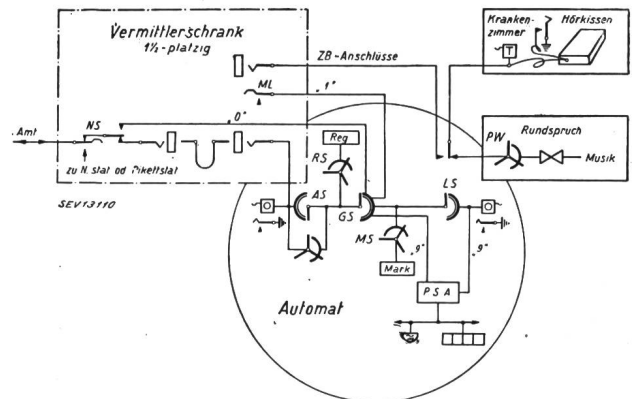 Vermittlerschrank
1½-platzig
Kranken-
zimmer
Hörkissen
T
ZB-Anschlüsse
ML
„1"
„0"
Amt
NS
zu N. stat od Pikettstat
SEV13110
Reg
RS
AS
GS
LS
MS
„9"
„9"
Mark
PSA
Automat
PW
Rundspruch
Musik